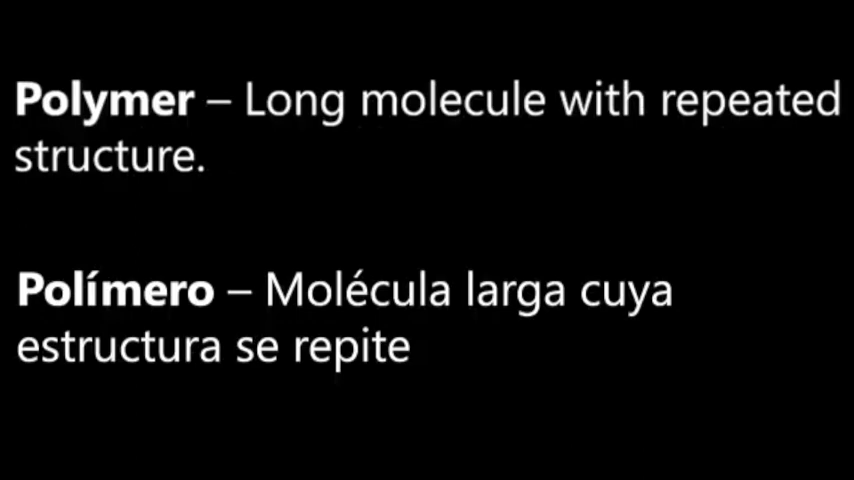 Polymer – Long molecule with repeated
structure.
Polímero – Molécula larga cuya
estructura se repite